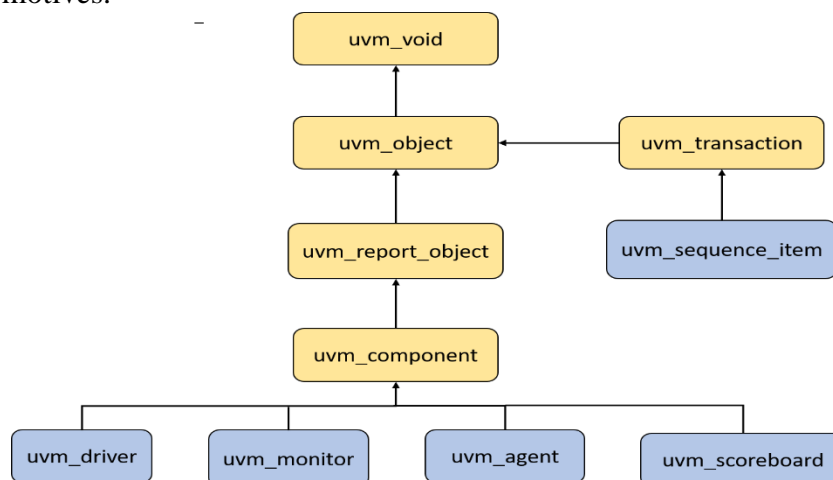 motives.
uvm_void
uvm_object
uvm_transaction
uvm_report_object
uvm_sequence_item
uvm_component
uvm_driver
uvm_monitor
uvm_agent
uvm_scoreboard